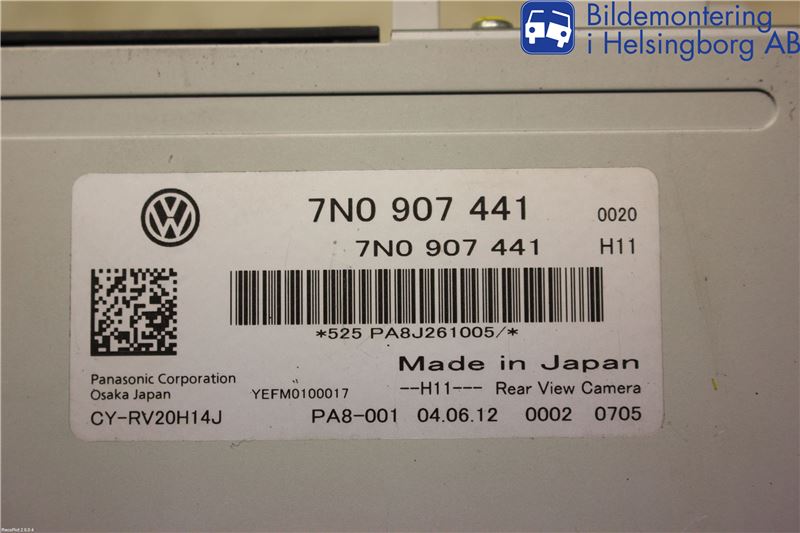 Bildemontering
i Helsingborg AB
VW
7N0 907 441 0020
7N0 907 441 H11
*525 PA8J261005/*
Made in Japan
Panasonic Corporation
Osaka Japan
YEFM0100017 --H11--- Rear View Camera
CY-RV20H14J PA8-001 04.06.12 0002 0705